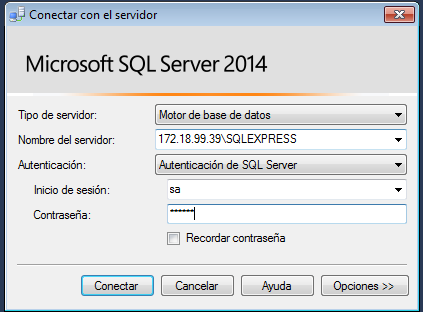 Conectar con el servidor
Microsoft SQL Server 2014
Tipo de servidor: Motor de base de datos
Nombre del servidor: 172.18.99.39\SQLEXPRESS
Autenticación: Autenticación de SQL Server
Inicio de sesión: sa
Contraseña: ******
Recordar contraseña
Conectar Cancelar Ayuda Opciones >>